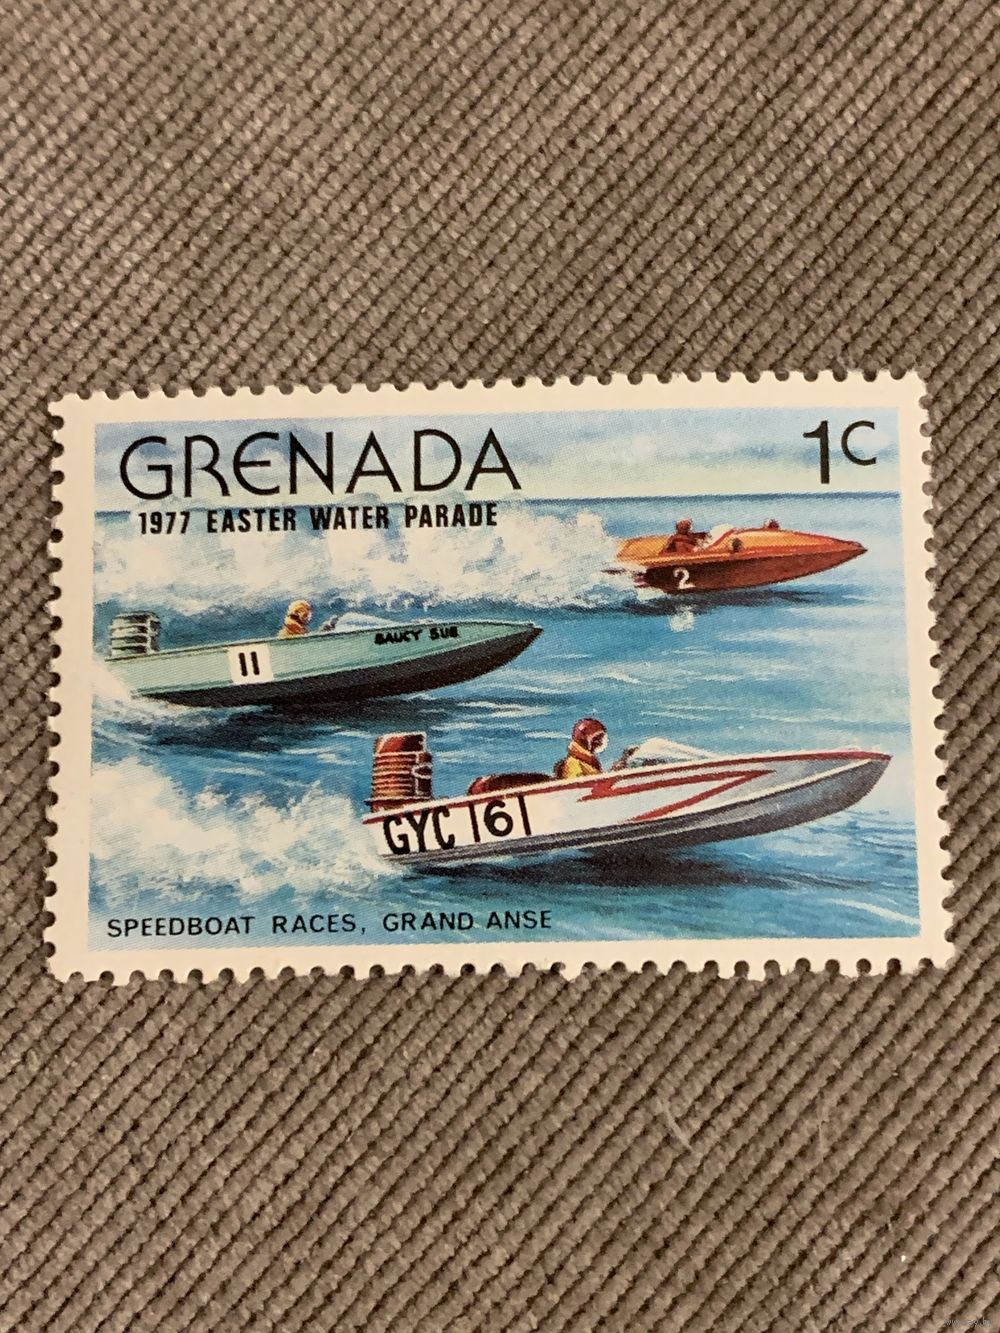 GRENADA
1c
1977 EASTER WATER PARADE
2
SAUCY SUE
11
GYC 161
SPEEDBOAT RACES, GRAND ANSE